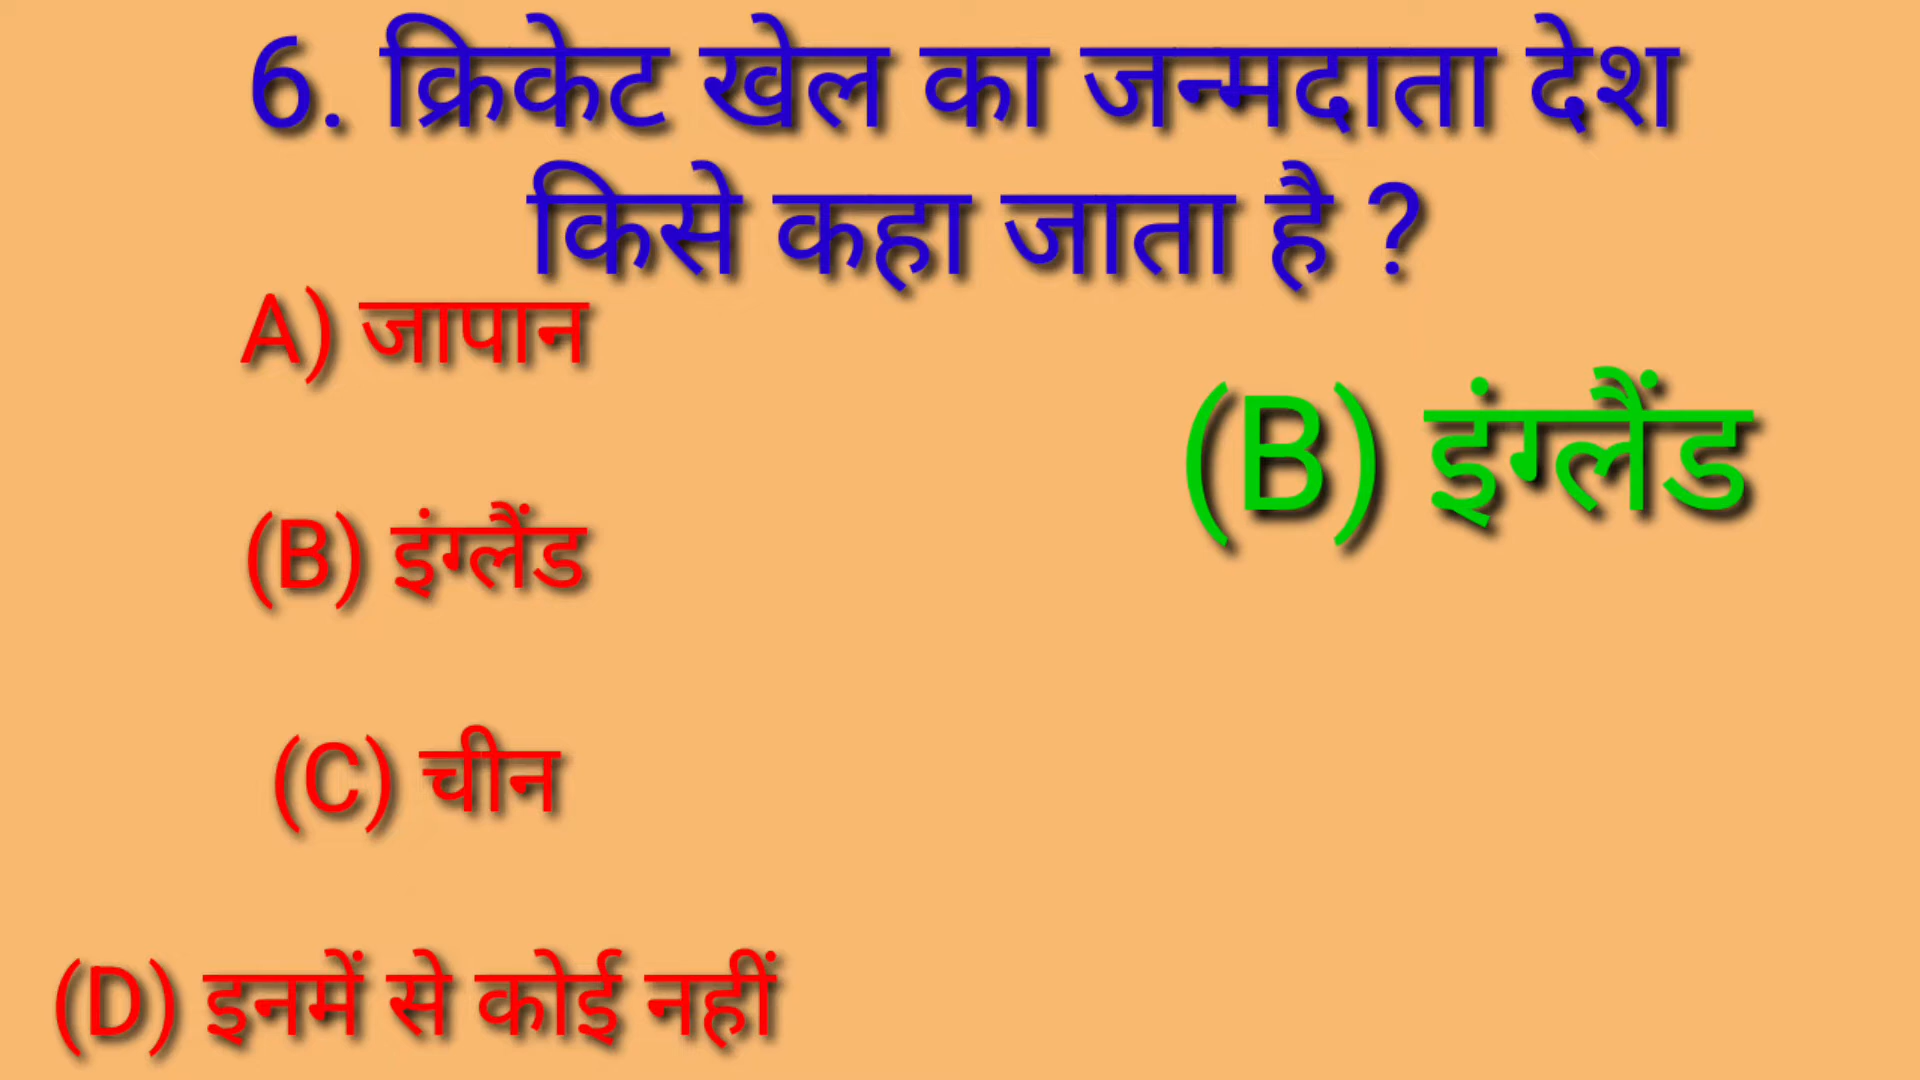 6. क्रिकेट खेल का जन्मदाता देश
किसे कहा जाता है ?
A) जापान
(B) इंग्लैंड
(B) इंग्लैंड
(C) चीन
(D) इनमें से कोई नहीं